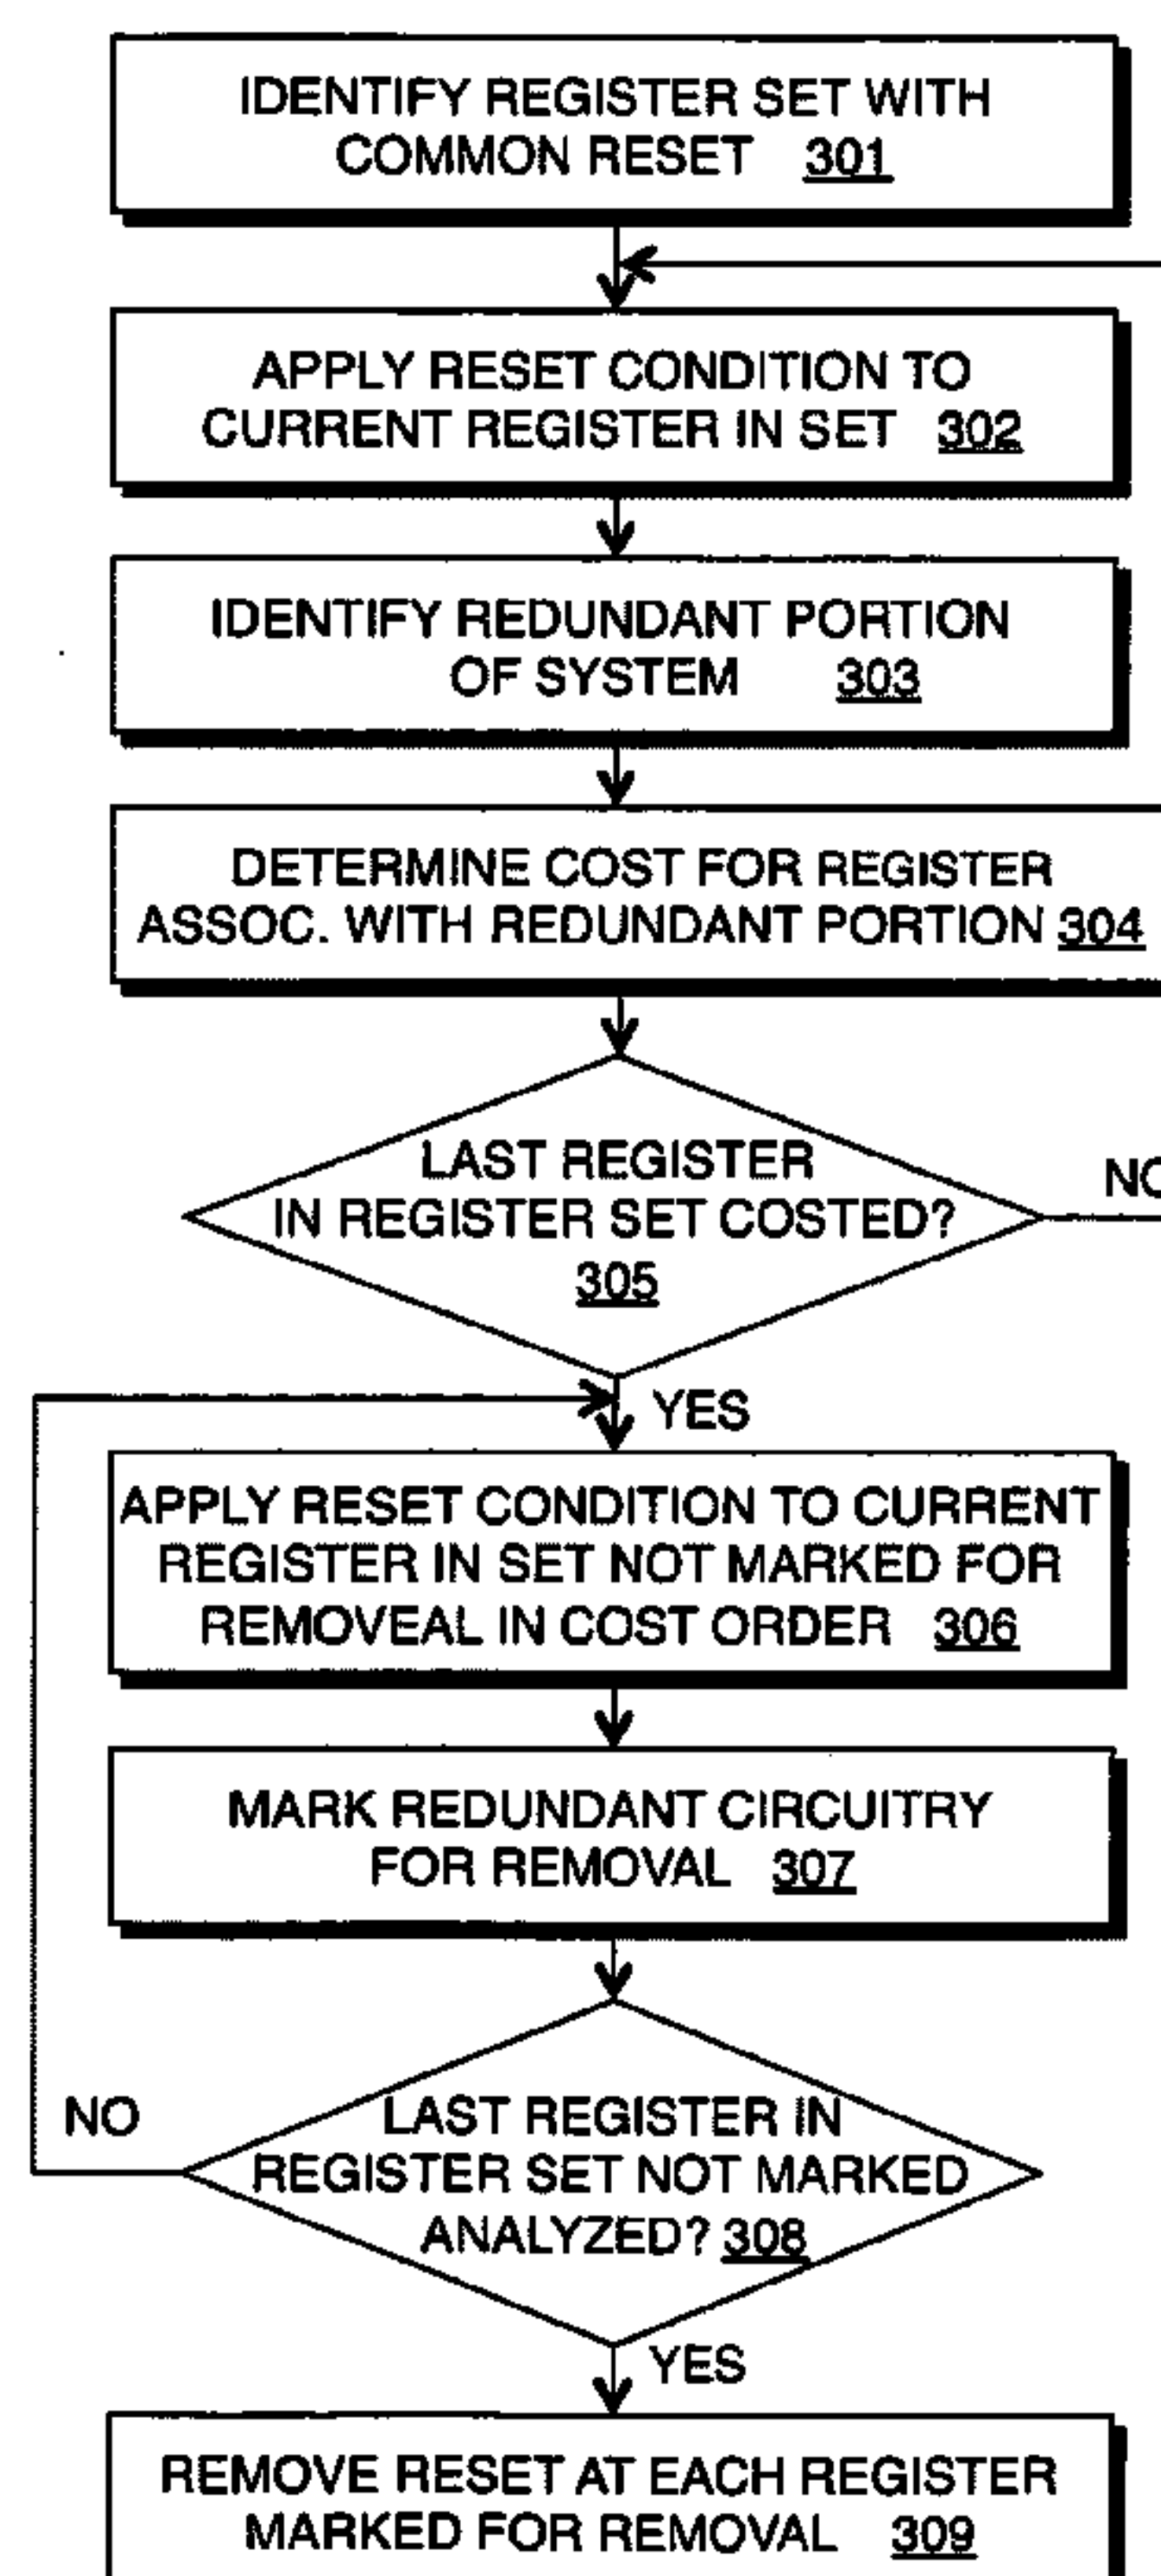 IDENTIFY REGISTER SET WITH
COMMON RESET 301
APPLY RESET CONDITION TO
CURRENT REGISTER IN SET 302
IDENTIFY REDUNDANT PORTION
OF SYSTEM 303
DETERMINE COST FOR REGISTER
ASSOC. WITH REDUNDANT PORTION 304
LAST REGISTER
IN REGISTER SET COSTED?
305
NO
YES
APPLY RESET CONDITION TO CURRENT
REGISTER IN SET NOT MARKED FOR
REMOVEAL IN COST ORDER 306
MARK REDUNDANT CIRCUITRY
FOR REMOVAL 307
LAST REGISTER IN
REGISTER SET NOT MARKED
ANALYZED? 308
NO
YES
REMOVE RESET AT EACH REGISTER
MARKED FOR REMOVAL 309